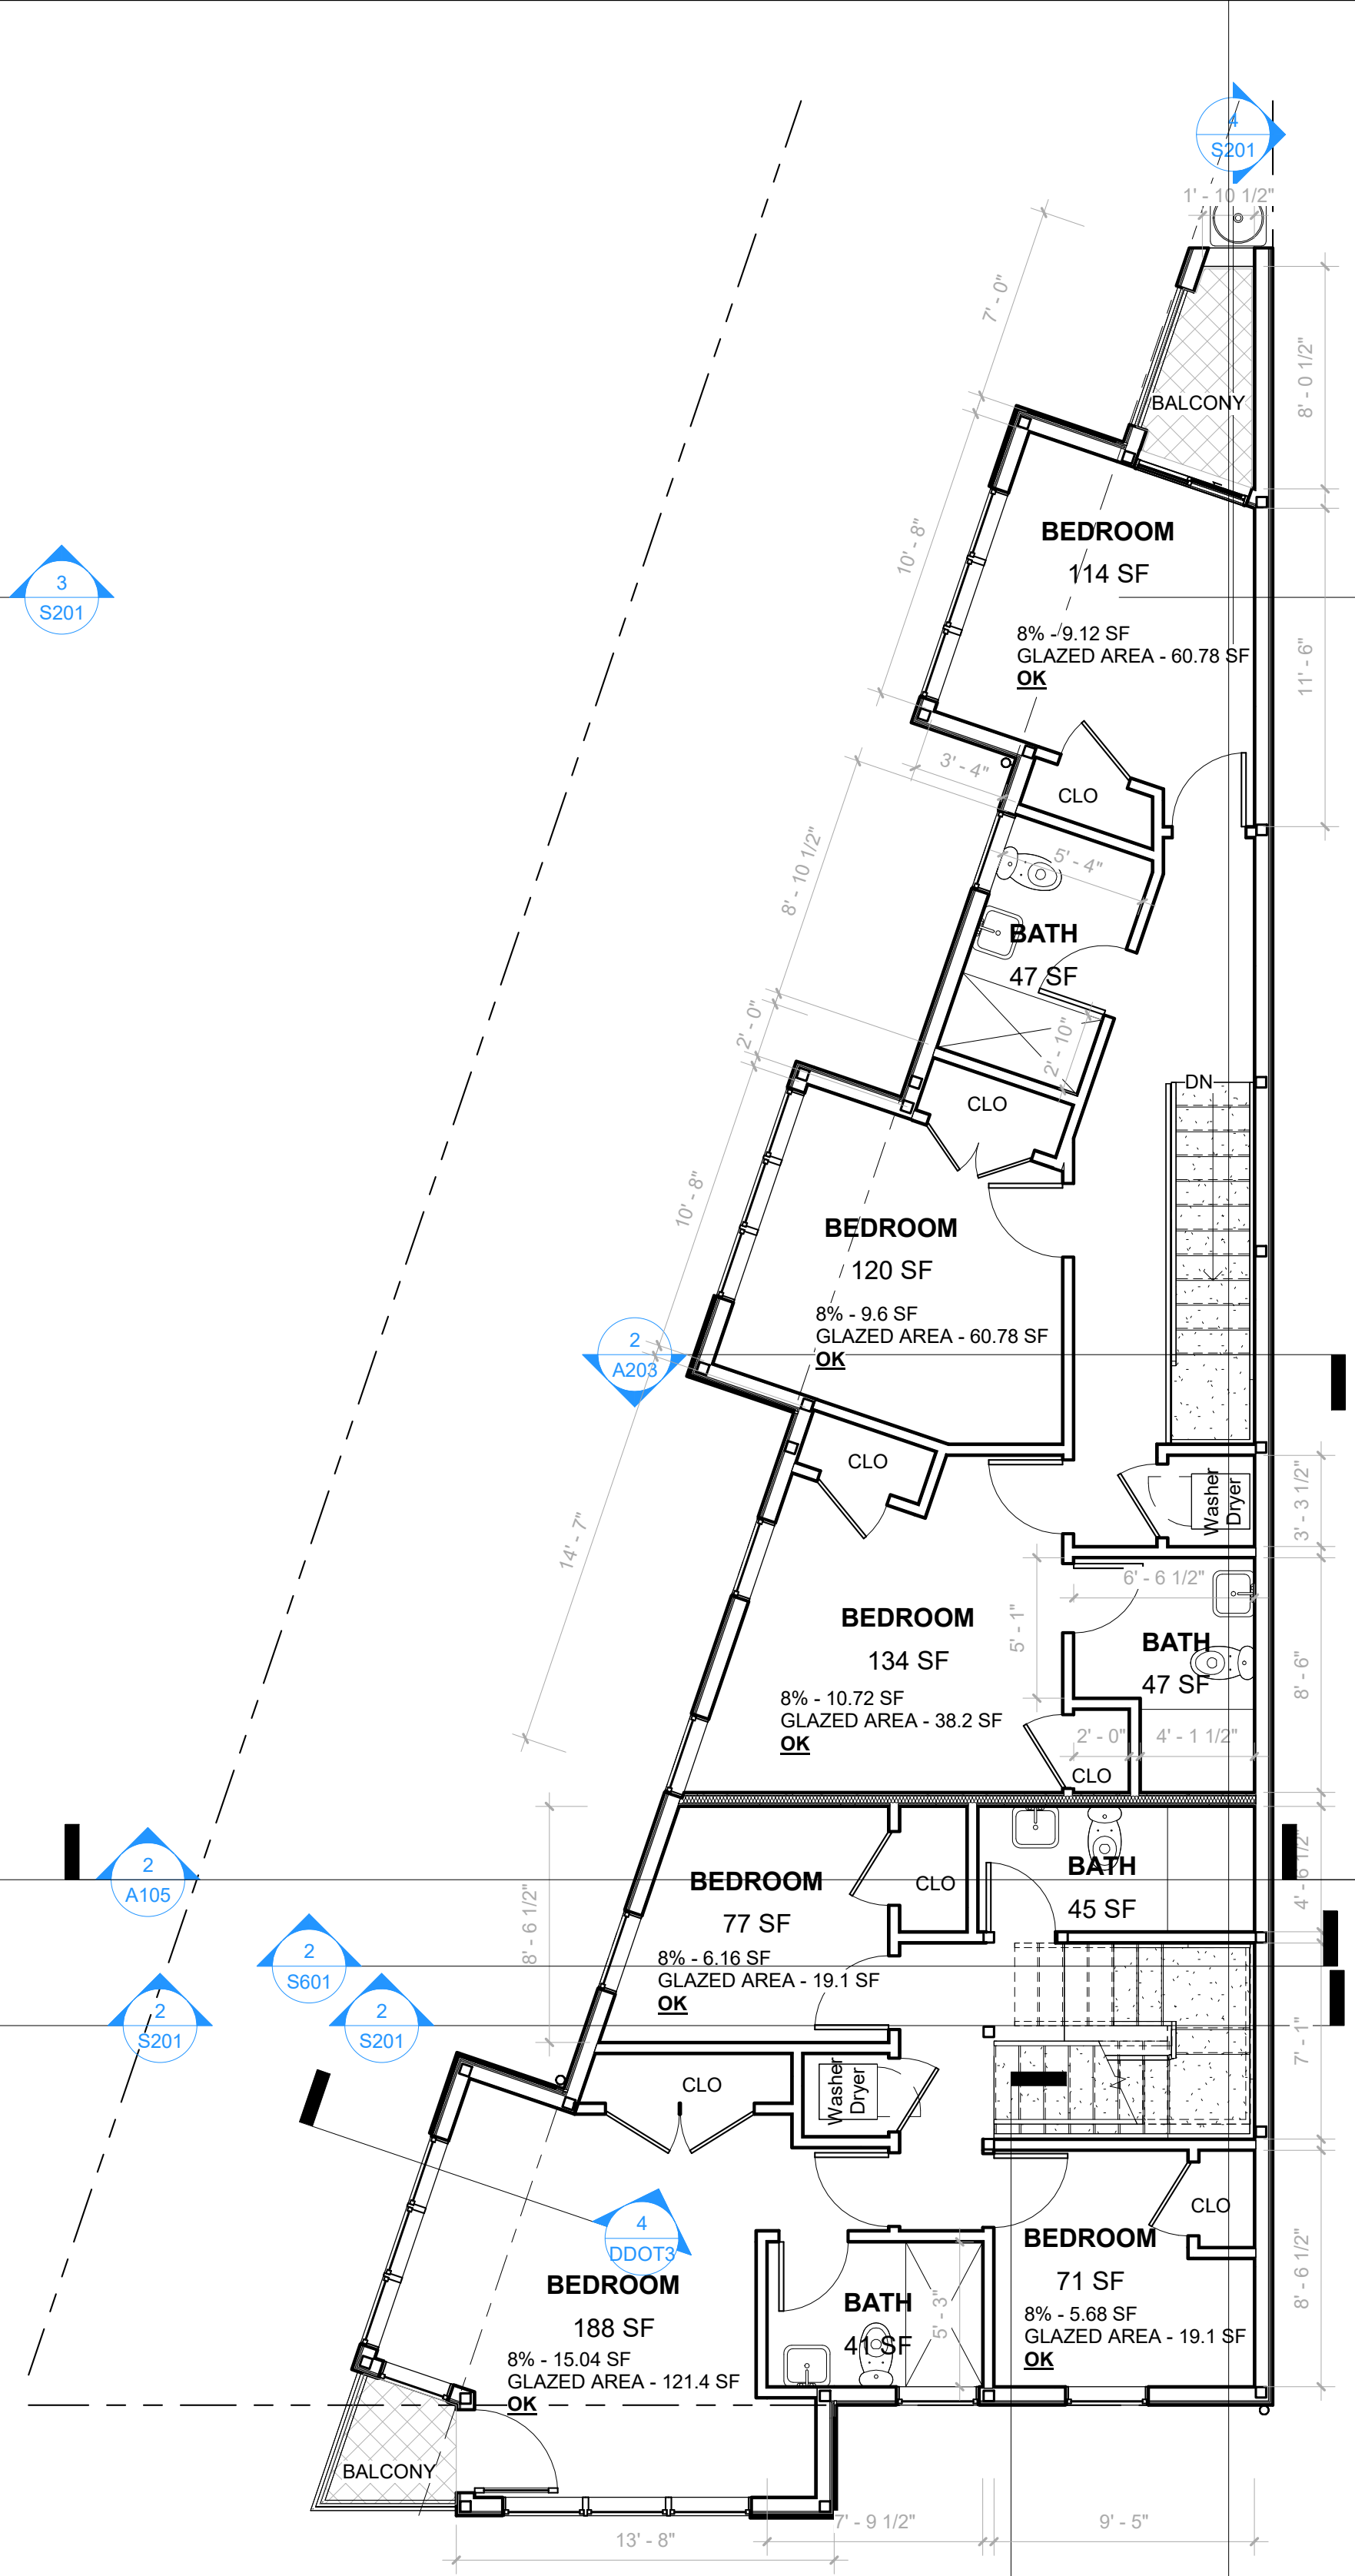 4
S201
1' - 10 1/2"
7' - 0"
8' - 0 1/2"
BALCONY
10' - 8"
BEDROOM
114 SF
3
S201
8% - 9.12 SF
GLAZED AREA - 60.78 SF
OK
11' - 6"
3' - 4"
CLO
8' - 10 1/2"
5' - 4"
BATH
47 SF
2' - 0"
2' - 10"
DN
CLO
10' - 8"
BEDROOM
120 SF
8% - 9.6 SF
GLAZED AREA - 60.78 SF
OK
2
A203
CLO
14' - 7"
Washer
Dryer
3' - 3 1/2"
6' - 6 1/2"
5' - 1"
BEDROOM
134 SF
BATH
47 SF
8' - 6"
8% - 10.72 SF
GLAZED AREA - 38.2 SF
OK
2' - 0"
4' - 1 1/2"
CLO
2
A105
BEDROOM
77 SF
CLO
BATH
45 SF
4' - 6 1/2"
8' - 6 1/2"
8% - 6.16 SF
GLAZED AREA - 19.1 SF
OK
2
S601
2
S201
2
S201
7' - 1"
CLO
Washer
Dryer
4
DDOT3
CLO
BEDROOM
71 SF
8% - 5.68 SF
GLAZED AREA - 19.1 SF
OK
8' - 6 1/2"
BEDROOM
188 SF
8% - 15.04 SF
GLAZED AREA - 121.4 SF
OK
BATH
41 SF
5' - 3"
BALCONY
13' - 8"
7' - 9 1/2"
9' - 5"